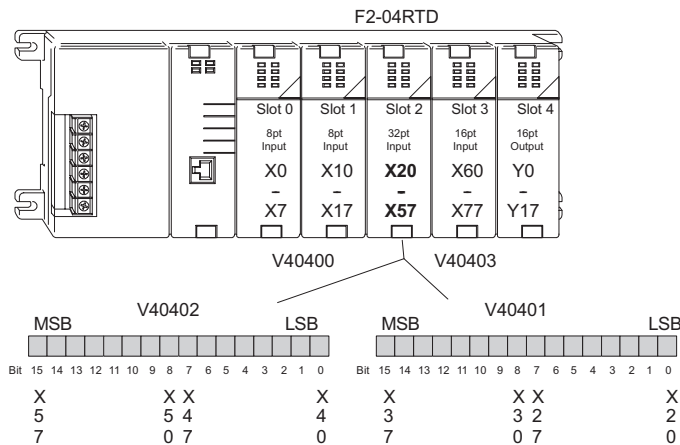 F2-04RTD
Slot 0 Slot 1 Slot 2 Slot 3 Slot 4
8pt 8pt 32pt 16pt 16pt
Input Input Input Input Output
X0 X10 X20 X60 Y0
- - - - -
X7 X17 X57 X77 Y17
V40400 V40403
V40402 V40401
MSB LSB MSB LSB
Bit 15 14 13 12 11 10 9 8 7 6 5 4 3 2 1 0 Bit 15 14 13 12 11 10 9 8 7 6 5 4 3 2 1 0
X X X X X X X X
5 5 4 4 3 3 2 2
7 0 7 0 7 0 7 0